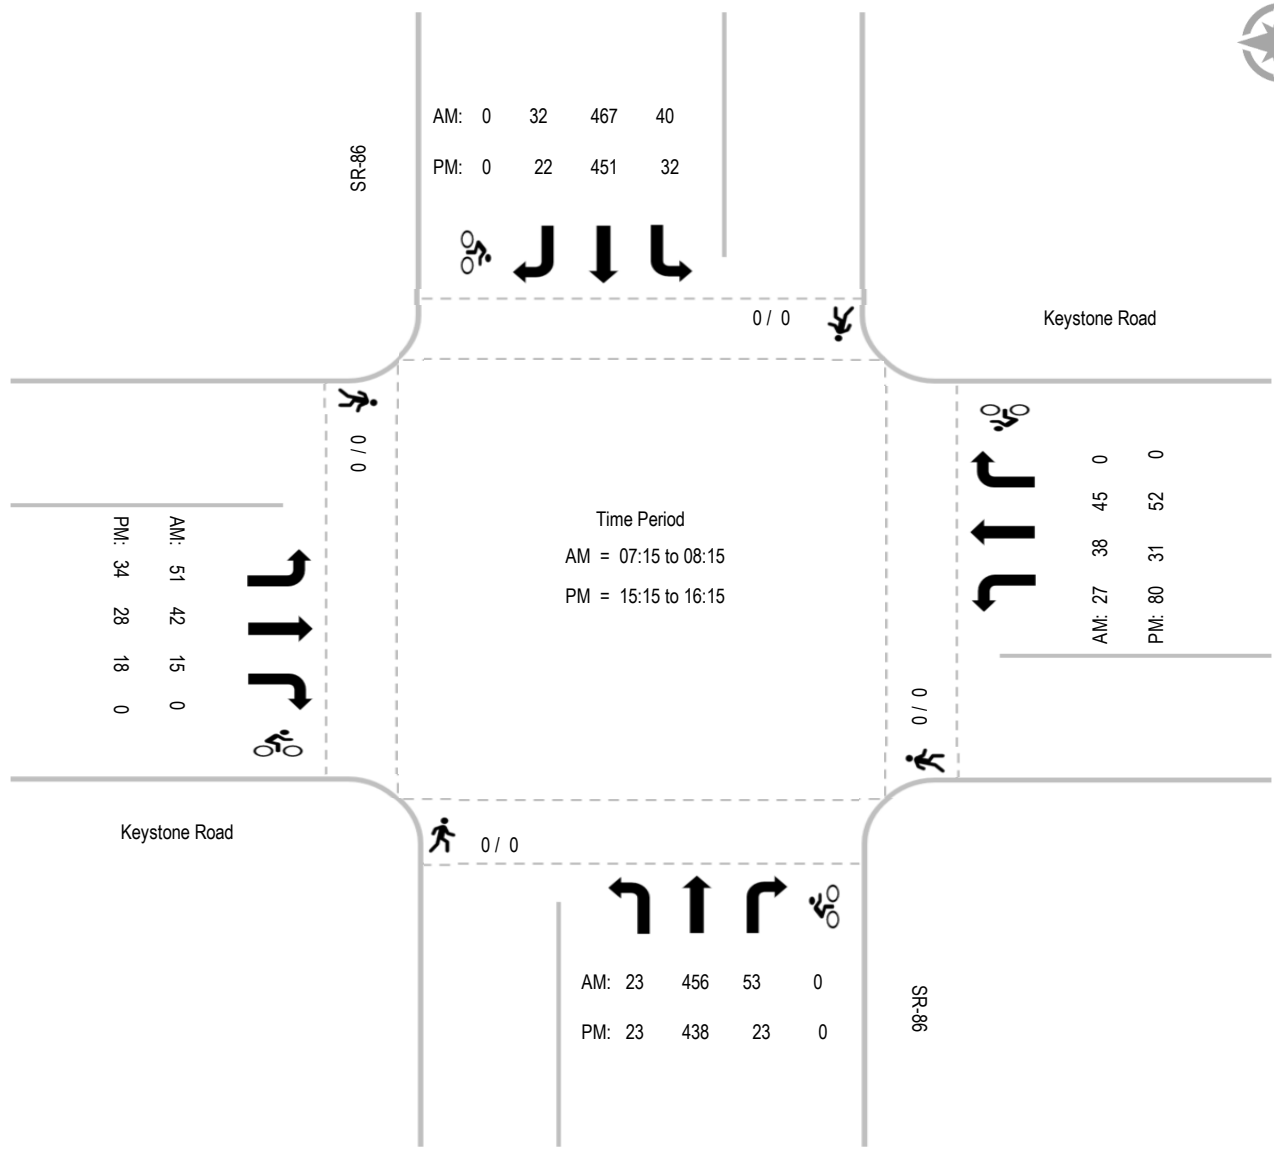 AM: 0 32 467 40
PM: 0 22 451 32
SR-86
0 / 0
Keystone Road
0 / 0
Time Period
AM = 07:15 to 08:15
PM = 15:15 to 16:15
AM: 51 42 15 0
PM: 34 28 18 0
AM: 27 38 45 0
PM: 80 31 52 0
0 / 0
Keystone Road
0 / 0
AM: 23 456 53 0
PM: 23 438 23 0
SR-86